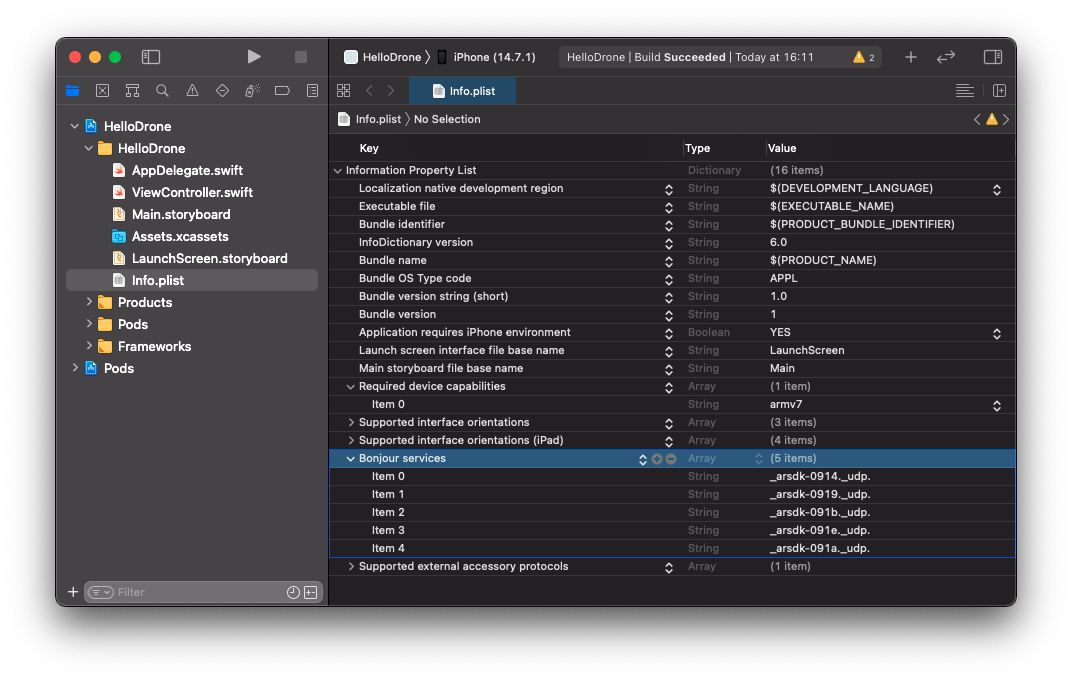 HelloDrone iPhone (14.7.1) HelloDrone | Build Succeeded | Today at 16:11 2
Info.plist
HelloDrone
HelloDrone
AppDelegate.swift
ViewController.swift
Main.storyboard
Assets.xcassets
LaunchScreen.storyboard
Info.plist
Products
Pods
Frameworks
Pods
Filter
Info.plist No Selection
Key Type Value
Information Property List Dictionary (16 items)
Localization native development region String $(DEVELOPMENT_LANGUAGE)
Executable file String $(EXECUTABLE_NAME)
Bundle identifier String $(PRODUCT_BUNDLE_IDENTIFIER)
InfoDictionary version String 6.0
Bundle name String $(PRODUCT_NAME)
Bundle OS Type code String APPL
Bundle version string (short) String 1.0
Bundle version String 1
Application requires iPhone environment Boolean YES
Launch screen interface file base name String LaunchScreen
Main storyboard file base name String Main
Required device capabilities Array (1 item)
Item 0 String armv7
Supported interface orientations Array (3 items)
Supported interface orientations (iPad) Array (4 items)
Bonjour services Array (5 items)
Item 0 String _arsdk-0914._udp.
Item 1 String _arsdk-0919._udp.
Item 2 String _arsdk-091b._udp.
Item 3 String _arsdk-091e._udp.
Item 4 String _arsdk-091a._udp.
Supported external accessory protocols Array (1 item)